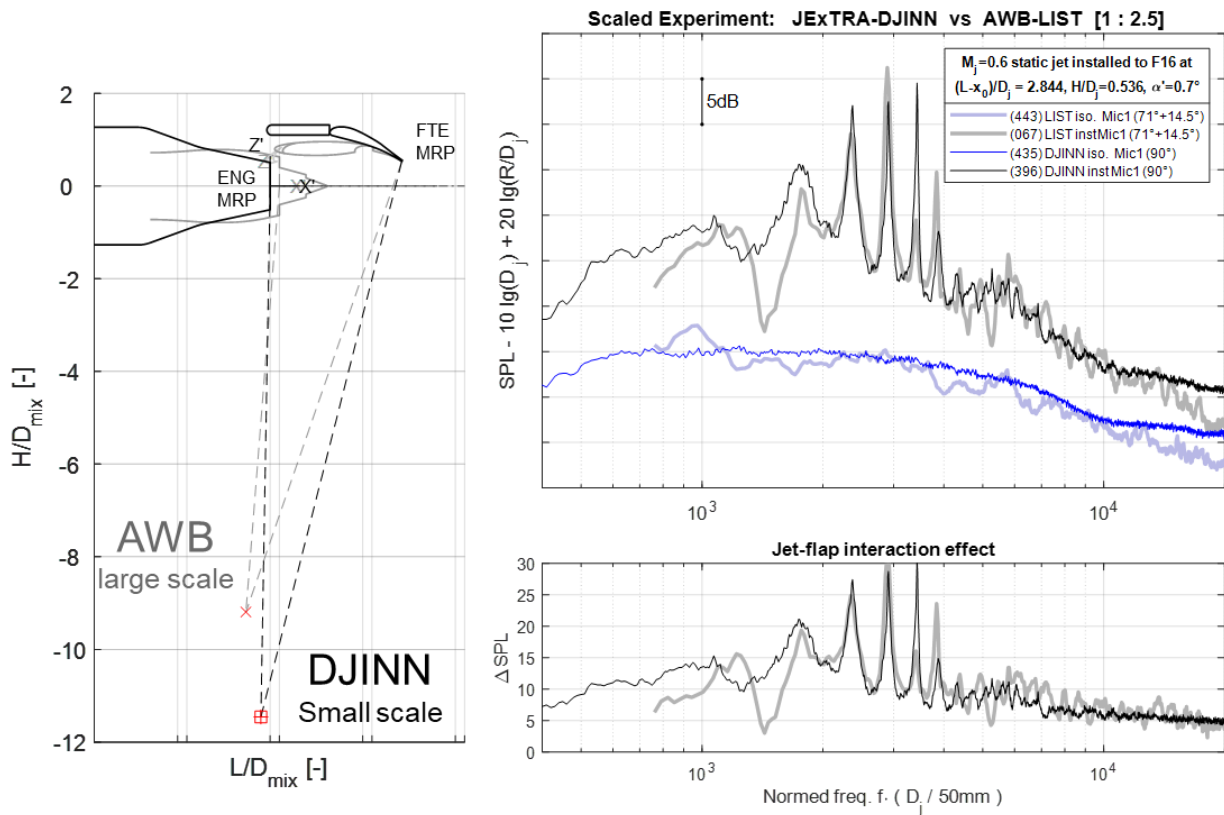 Scaled Experiment: JExTRA-DJINN vs AWB-LIST [1 : 2.5]
2
0
-2
-4
-6
-8
-10
-12
H/D_mix [-]
L/D_mix [-]
Z'
X'
ENG
MRP
FTE
MRP
AWB
large scale
DJINN
Small scale
SPL - 10 lg(D_j) + 20 lg(R/D_j)
5dB
M_j=0.6 static jet installed to F16 at
(L-x_0)/D_j = 2.844, H/D_j=0.536, α'=0.7°
(443) LIST iso. Mic1 (71°+14.5°)
(067) LIST instMic1 (71°+14.5°)
(435) DJINN iso. Mic1 (90°)
(396) DJINN inst Mic1 (90°)
10^3
10^4
Jet-flap interaction effect
Δ SPL
30
25
20
15
10
5
0
10^3
10^4
Normed freq. f· ( D_j / 50mm )